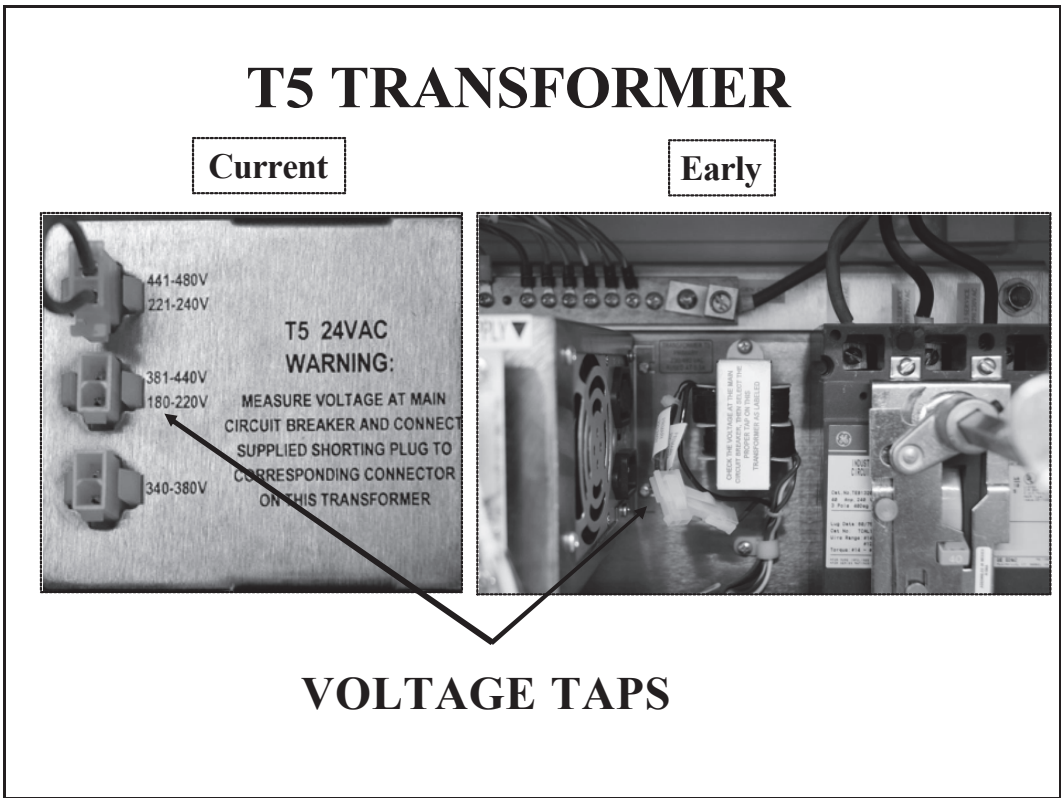 T5 TRANSFORMER
Current
Early
441-480V
221-240V
381-440V
180-220V
340-380V
T5 24VAC
WARNING:
MEASURE VOLTAGE AT MAIN
CIRCUIT BREAKER AND CONNECT
SUPPLIED SHORTING PLUG TO
CORRESPONDING CONNECTOR
ON THIS TRANSFORMER
PLY ▼
CHECK THE VOLTAGE AT THE MAIN
CIRCUIT BREAKER, THEN SELECT THE
PROPER TAP ON THIS
TRANSFORMER AS LABELED
VOLTAGE TAPS